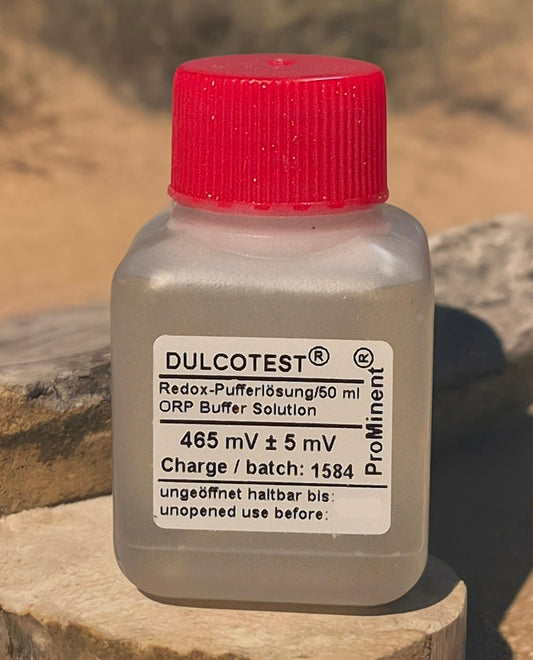 DULCOTEST®
Redox-Pufferlösung/50 ml
ORP Buffer Solution
465 mV ± 5 mV
Charge / batch: 1584
ungeöffnet haltbar bis:
unopened use before:
ProMinent®